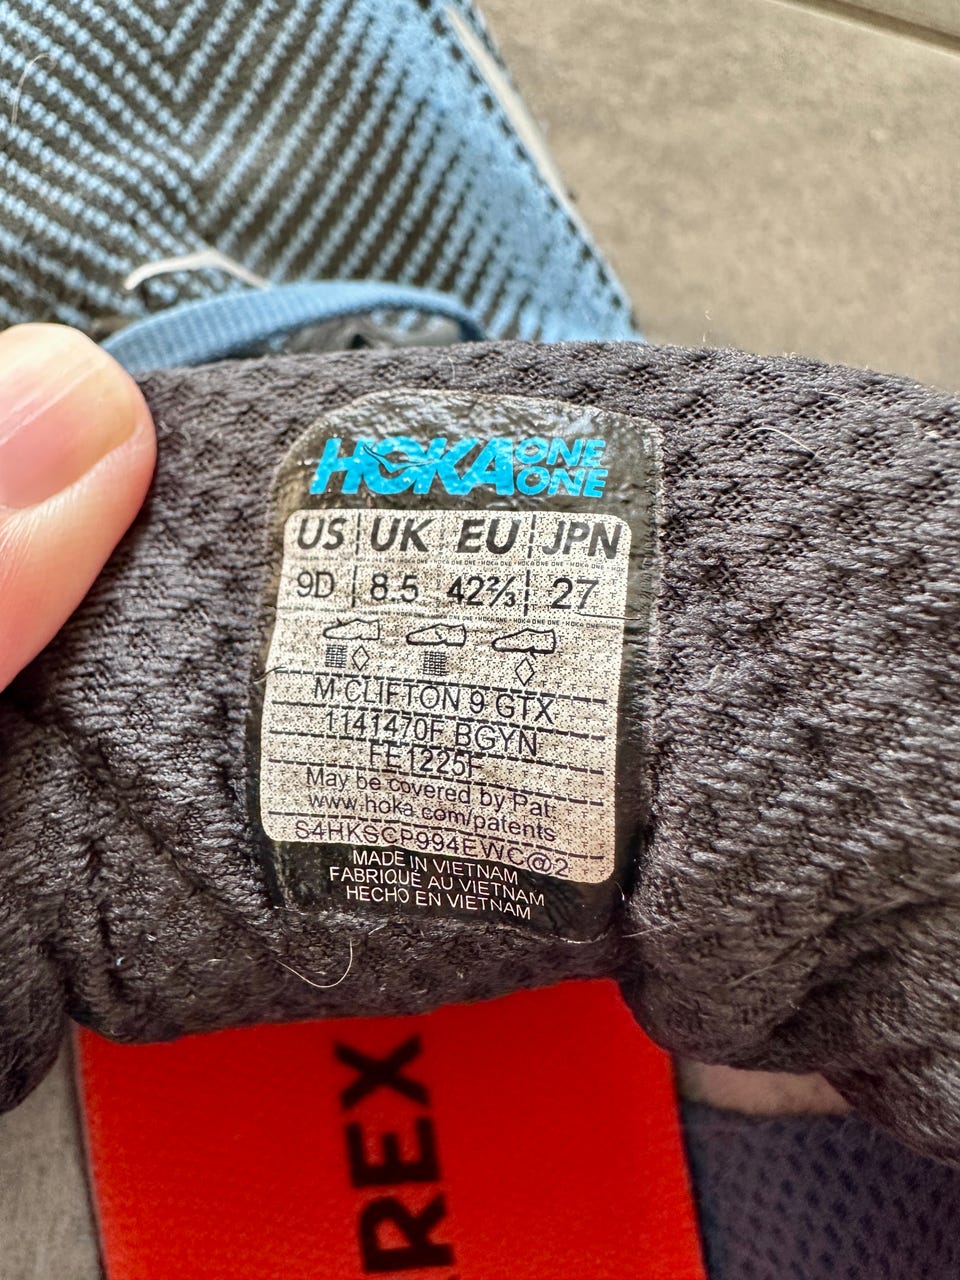 HOKA ONE ONE
US UK EU JPN
9D 8.5 42⅔ 27
M CLIFTON 9 GTX
1141470F BGYN
FE1225F
May be covered by Pat.
www.hoka.com/patents
S4HKSCP994EWC@2
MADE IN VIETNAM
FABRIQUE AU VIETNAM
HECHO EN VIETNAM
REX